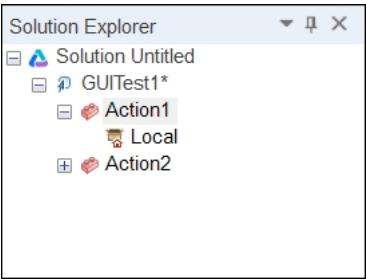 Solution Explorer
Solution Untitled
GUITest1*
Action1
Local
Action2